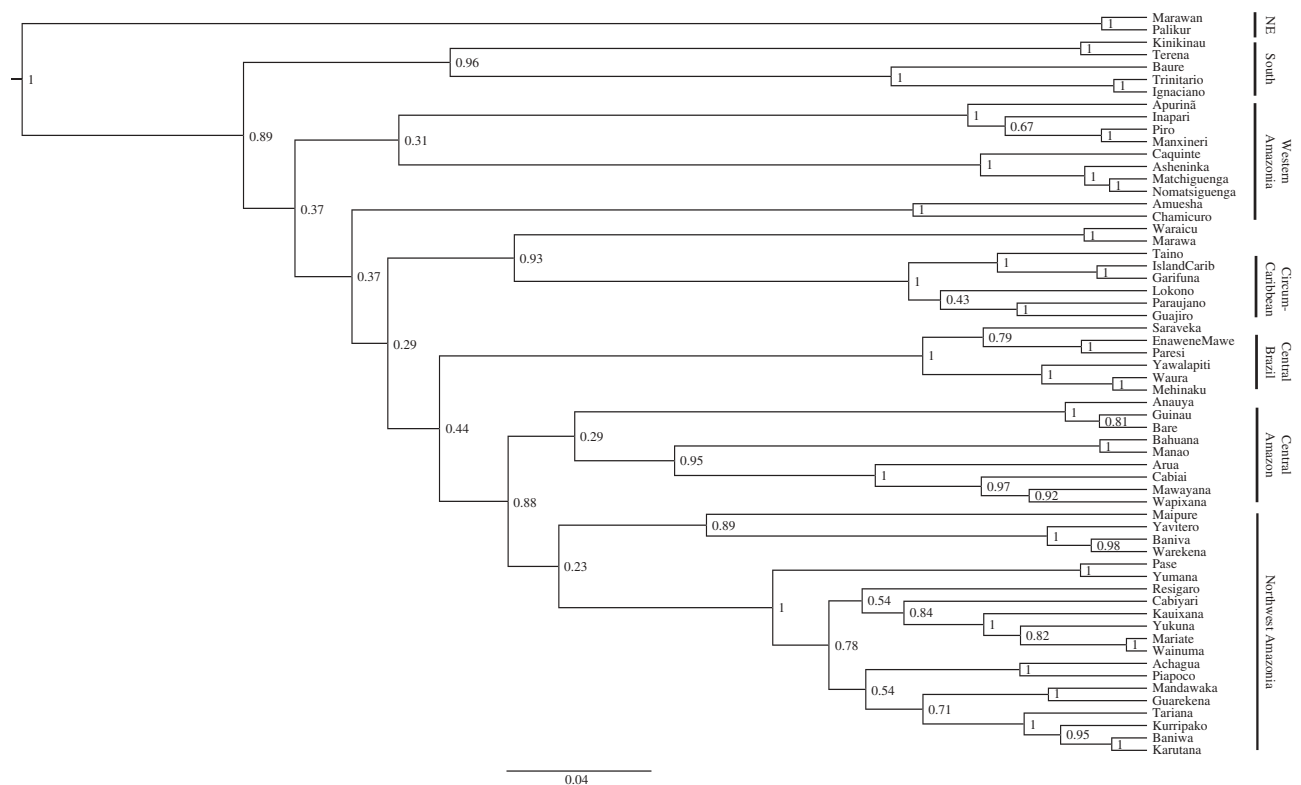 Marawan
1
Palikur
NE
Kinikinau
1
Terena
0.96
Baure
1
Trinitario
1
Ignaciano
South
1
0.89
Apurinã
1
Inapari
0.67
Piro
1
Manxineri
0.31
Caquinte
1
Asheninka
1
Matchiguenga
1
Nomatsiguenga
0.37
Amuesha
1
Chamicuro
Western
Amazonia
0.37
Waraicu
1
Marawa
0.93
Taino
1
IslandCarib
1
Garifuna
1
Lokono
0.43
Paraujano
1
Guajiro
Circum-
Caribbean
0.29
Saraveka
0.79
EnaweneMawe
1
Paresi
1
Yawalapiti
1
Waura
1
Mehinaku
Central
Brazil
0.44
Anauya
1
Guinau
0.81
Bare
0.29
Bahuana
1
Manao
0.95
Arua
1
Cabiai
0.97
Mawayana
0.92
Wapixana
Central
Amazon
0.88
Maipure
0.89
Yavitero
1
Baniva
0.98
Warekena
0.23
Pase
1
Yumana
1
Resigaro
0.54
Cabiyari
0.84
Kauixana
1
Yukuna
0.82
Mariate
1
Wainuma
0.78
Achagua
1
Piapoco
0.54
Mandawaka
1
Guarekena
0.71
Tariana
1
Kurripako
0.95
Baniwa
1
Karutana
Northwest Amazonia
0.04